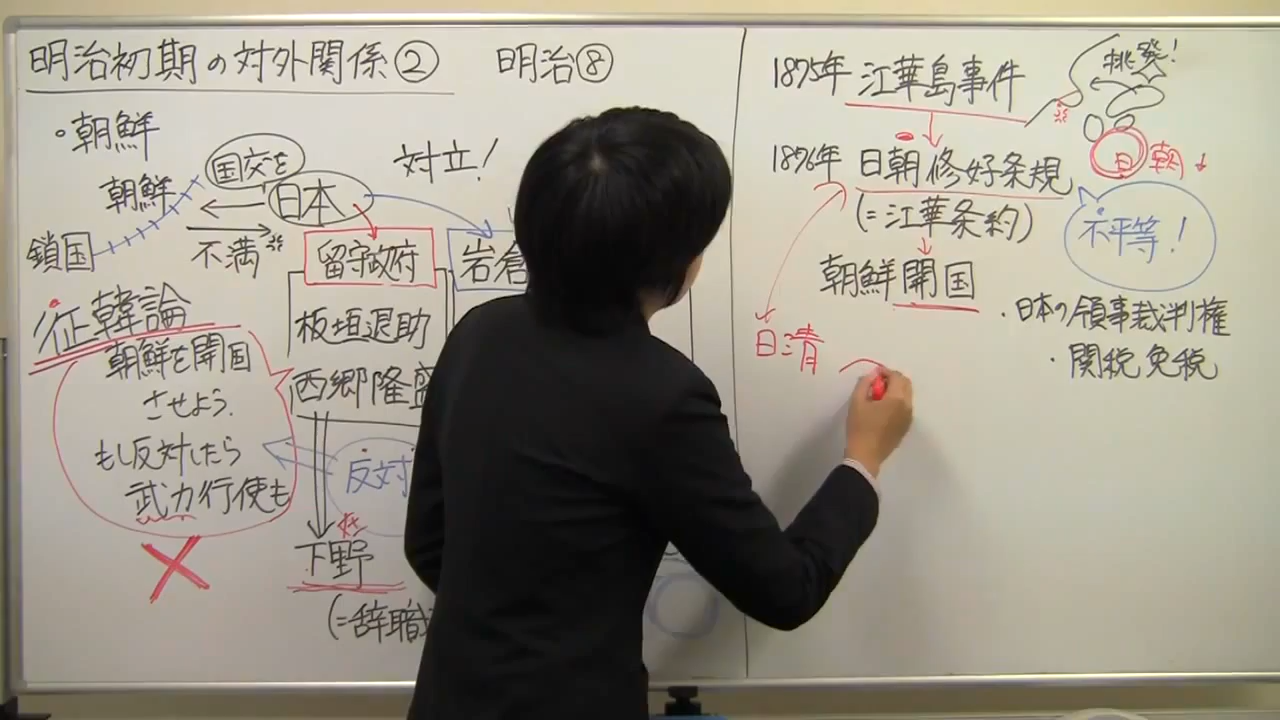 明治初期の対外関係②
明治⑧
・朝鮮
朝鮮
国交を
日本
対立!
鎖国
不満
留守政府
岩倉
征韓論
板垣退助
朝鮮を開国
させよう.
もし反対したら
武力行使も
西郷隆盛
反対
下野
(=辞職
1875年 江華島事件
挑発!
1876年 日朝修好条規
日 朝
(=江華条約)
不平等!
朝鮮開国
・日本の領事裁判権
・関税免税
日清